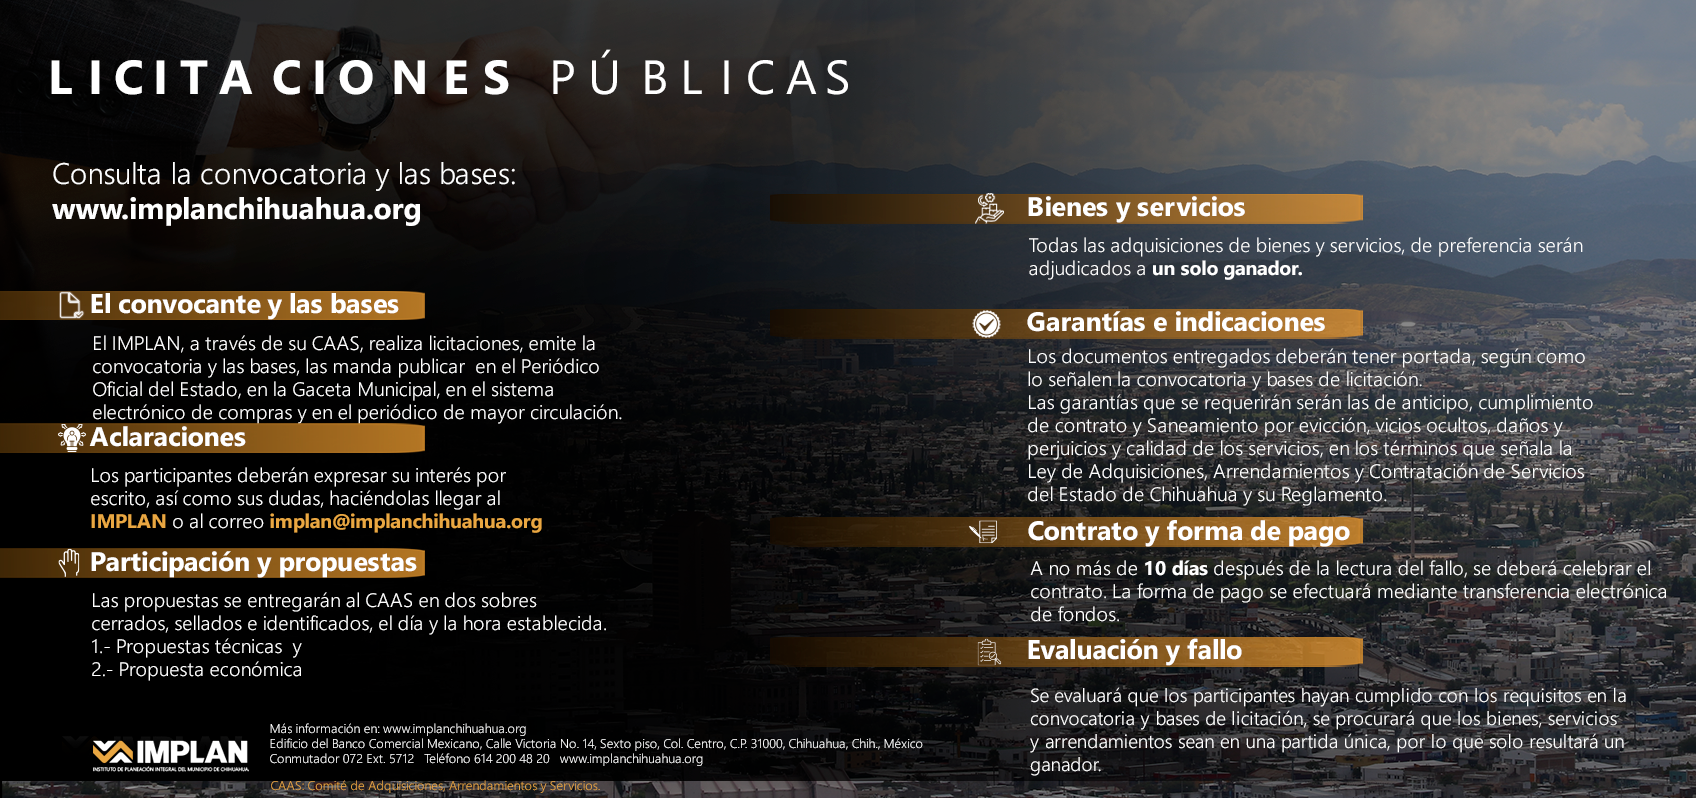 LICITACIONES PÚBLICAS
Consulta la convocatoria y las bases:
www.implanchihuahua.org
El convocante y las bases
El IMPLAN, a través de su CAAS, realiza licitaciones, emite la
convocatoria y las bases, las manda publicar en el Periódico
Oficial del Estado, en la Gaceta Municipal, en el sistema
electrónico de compras y en el periódico de mayor circulación.
Aclaraciones
Los participantes deberán expresar su interés por
escrito, así como sus dudas, haciéndolas llegar al
IMPLAN o al correo implan@implanchihuahua.org
Participación y propuestas
Las propuestas se entregarán al CAAS en dos sobres
cerrados, sellados e identificados, el día y la hora establecida.
1.- Propuestas técnicas y
2.- Propuesta económica
Bienes y servicios
Todas las adquisiciones de bienes y servicios, de preferencia serán
adjudicados a un solo ganador.
Garantías e indicaciones
Los documentos entregados deberán tener portada, según como
lo señalen la convocatoria y bases de licitación.
Las garantías que se requerirán serán las de anticipo, cumplimiento
de contrato y Saneamiento por evicción, vicios ocultos, daños y
perjuicios y calidad de los servicios, en los términos que señala la
Ley de Adquisiciones, Arrendamientos y Contratación de Servicios
del Estado de Chihuahua y su Reglamento.
Contrato y forma de pago
A no más de 10 días después de la lectura del fallo, se deberá celebrar el
contrato. La forma de pago se efectuará mediante transferencia electrónica
de fondos.
Evaluación y fallo
Se evaluará que los participantes hayan cumplido con los requisitos en la
convocatoria y bases de licitación, se procurará que los bienes, servicios
y arrendamientos sean en una partida única, por lo que solo resultará un
ganador.
IMPLAN
INSTITUTO DE PLANEACIÓN INTEGRAL DEL MUNICIPIO DE CHIHUAHUA
Más información en: www.implanchihuahua.org
Edificio del Banco Comercial Mexicano, Calle Victoria No. 14, Sexto piso, Col. Centro, C.P. 31000, Chihuahua, Chih., México
Conmutador 072 Ext. 5712 Teléfono 614 200 48 20 www.implanchihuahua.org
CAAS: Comité de Adquisiciones, Arrendamientos y Servicios.